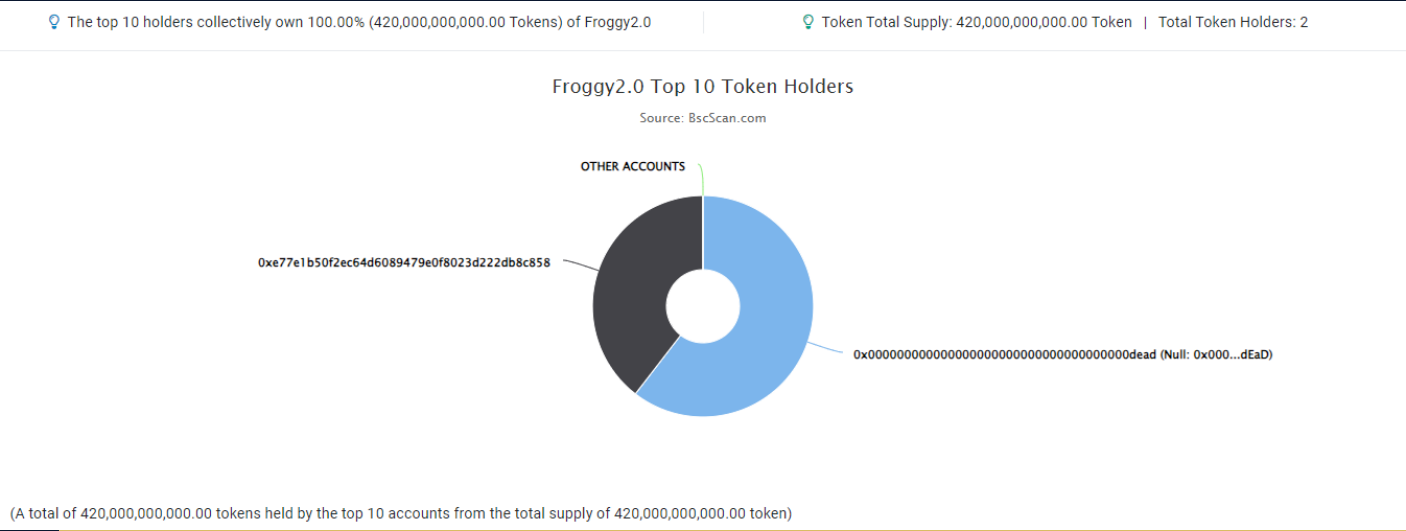 The top 10 holders collectively own 100.00% (420,000,000,000.00 Tokens) of Froggy2.0
Token Total Supply: 420,000,000,000.00 Token | Total Token Holders: 2
Froggy2.0 Top 10 Token Holders
Source: BscScan.com
OTHER ACCOUNTS
0xe77e1b50f2ec64d6089479e0f8023d222db8c858
0x000000000000000000000000000000000000dead (Null: 0x000...dEaD)
(A total of 420,000,000,000.00 tokens held by the top 10 accounts from the total supply of 420,000,000,000.00 token)